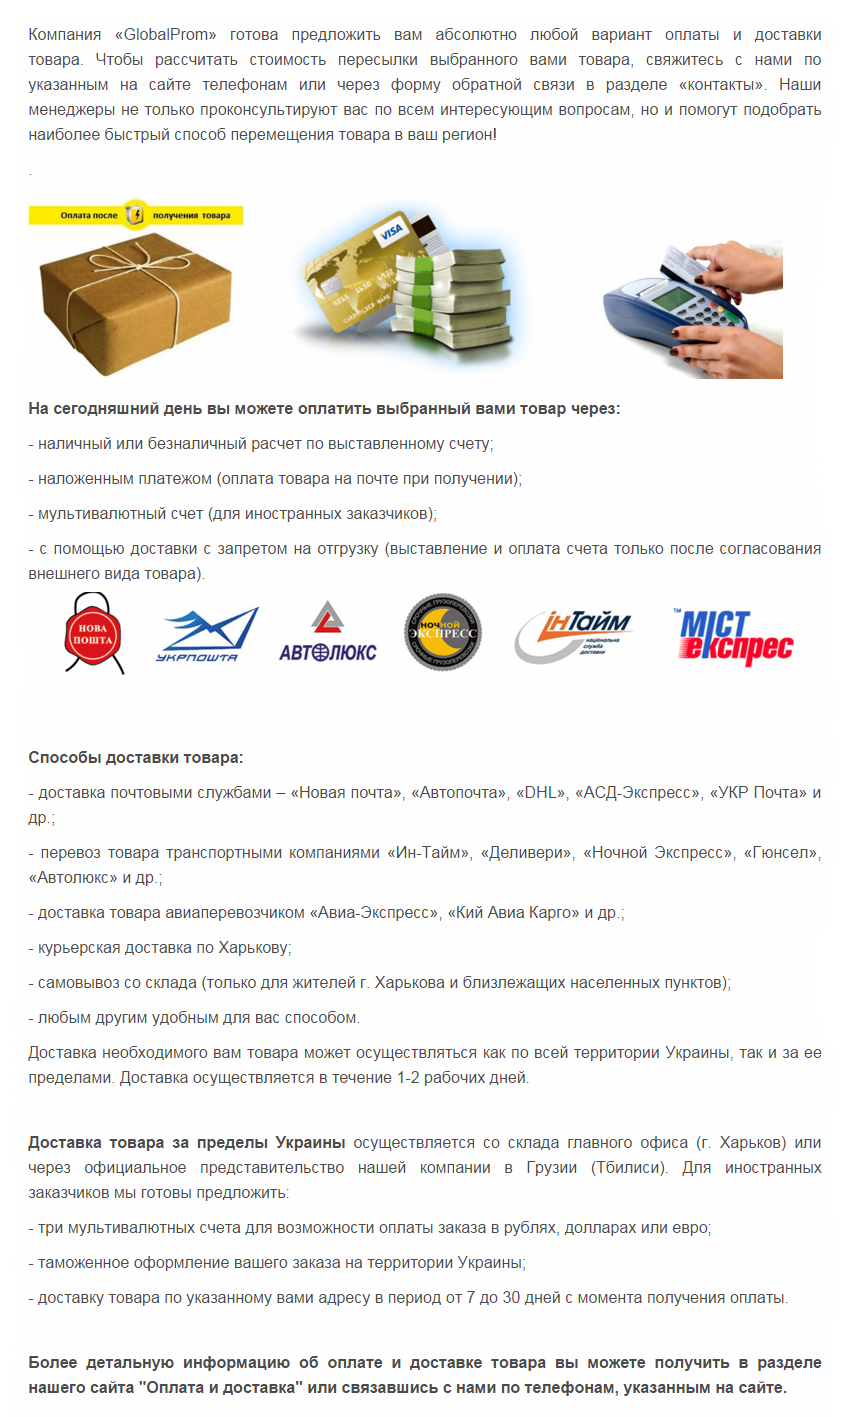 Компания «GlobalProm» готова предложить вам абсолютно любой вариант оплаты и доставки
товара. Чтобы рассчитать стоимость пересылки выбранного вами товара, свяжитесь с нами по
указанным на сайте телефонам или через форму обратной связи в разделе «контакты». Наши
менеджеры не только проконсультируют вас по всем интересующим вопросам, но и помогут подобрать
наиболее быстрый способ перемещения товара в ваш регион!
.
Оплата после получения товара
VISA
На сегодняшний день вы можете оплатить выбранный вами товар через:
- наличный или безналичный расчет по выставленному счету;
- наложенным платежом (оплата товара на почте при получении);
- мультивалютный счет (для иностранных заказчиков);
- с помощью доставки с запретом на отгрузку (выставление и оплата счета только после согласования
внешнего вида товара).
НОВА
ПОШТА
УКРПОШТА
АВТОЛЮКС
СРОЧНЫЕ ГРУЗОПЕРЕВОЗКИ
НОЧНОЙ
ЭКСПРЕСС
СРОЧНЫЕ ГРУЗОПЕРЕВОЗКИ
інТайм
національна
служба
доставки
TM
МІСТ
експрес
Способы доставки товара:
- доставка почтовыми службами – «Новая почта», «Автопочта», «DHL», «АСД-Экспресс», «УКР Почта» и
др.;
- перевоз товара транспортными компаниями «Ин-Тайм», «Деливери», «Ночной Экспресс», «Гюнсел»,
«Автолюкс» и др.;
- доставка товара авиаперевозчиком «Авиа-Экспресс», «Кий Авиа Карго» и др.;
- курьерская доставка по Харькову;
- самовывоз со склада (только для жителей г. Харькова и близлежащих населенных пунктов);
- любым другим удобным для вас способом.
Доставка необходимого вам товара может осуществляться как по всей территории Украины, так и за ее
пределами. Доставка осуществляется в течение 1-2 рабочих дней.
Доставка товара за пределы Украины осуществляется со склада главного офиса (г. Харьков) или
через официальное представительство нашей компании в Грузии (Тбилиси). Для иностранных
заказчиков мы готовы предложить:
- три мультивалютных счета для возможности оплаты заказа в рублях, долларах или евро;
- таможенное оформление вашего заказа на территории Украины;
- доставку товара по указанному вами адресу в период от 7 до 30 дней с момента получения оплаты.
Более детальную информацию об оплате и доставке товара вы можете получить в разделе
нашего сайта "Оплата и доставка" или связавшись с нами по телефонам, указанным на сайте.